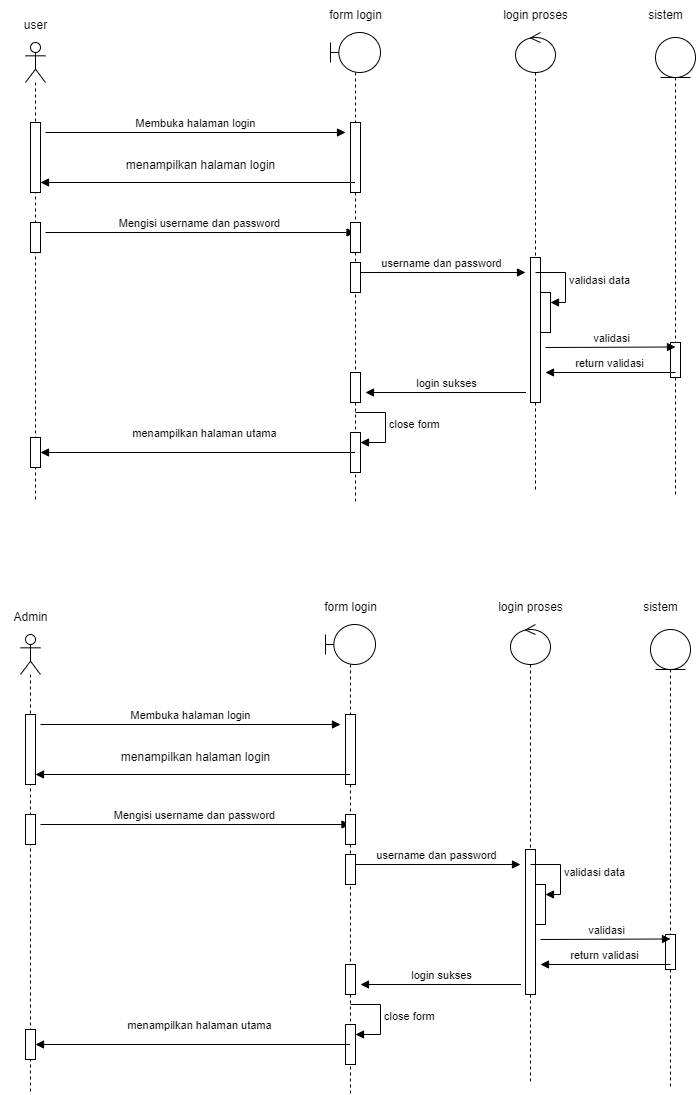 user
form login
login proses
sistem
Membuka halaman login
menampilkan halaman login
Mengisi username dan password
username dan password
validasi data
validasi
return validasi
login sukses
close form
menampilkan halaman utama
Admin
form login
login proses
sistem
Membuka halaman login
menampilkan halaman login
Mengisi username dan password
username dan password
validasi data
validasi
return validasi
login sukses
close form
menampilkan halaman utama